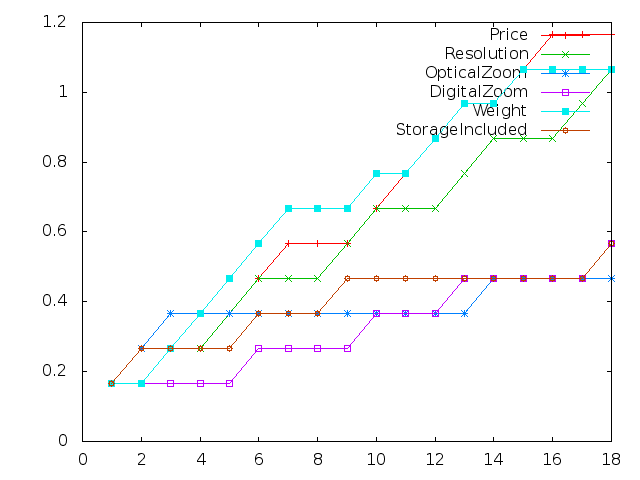 1.2
1
0.8
0.6
0.4
0.2
0
0 2 4 6 8 10 12 14 16 18
Price
Resolution
OpticalZoom
DigitalZoom
Weight
StorageIncluded